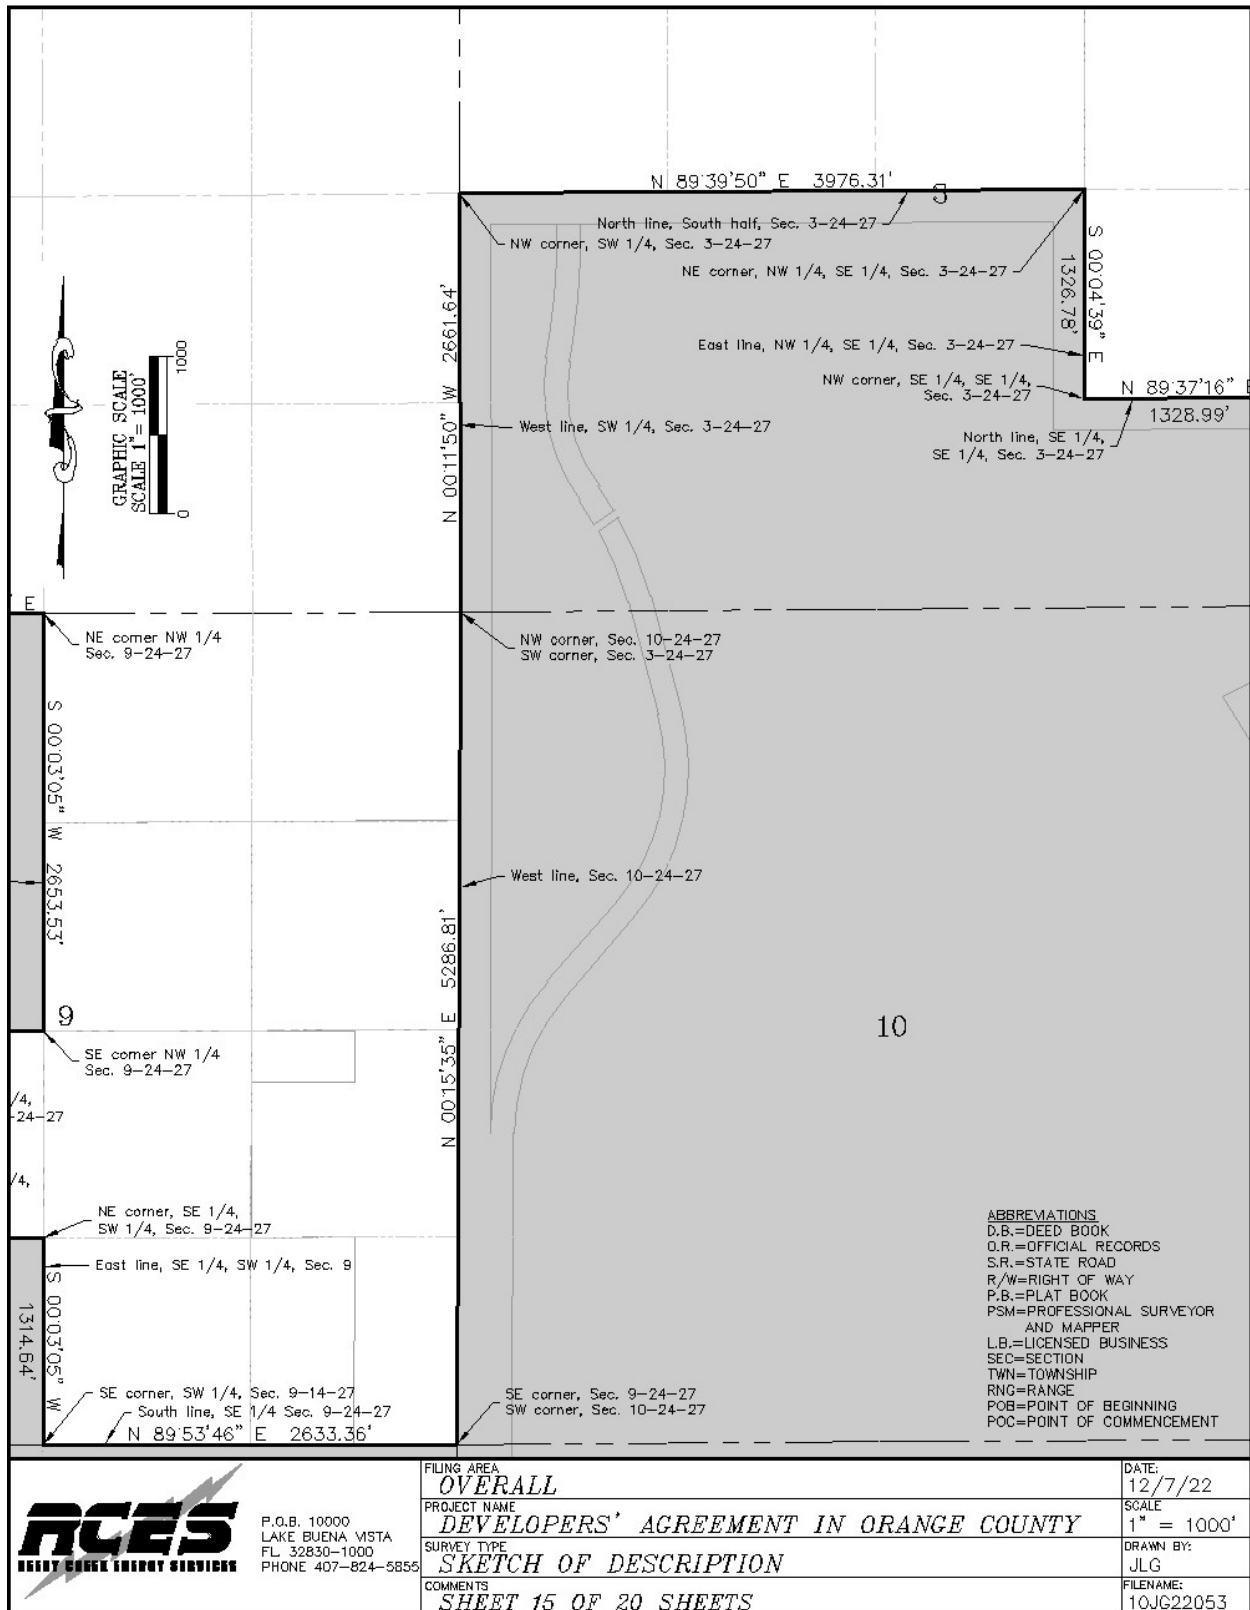 N 89°39'50" E 3976.31'
3
North line, South half, Sec. 3-24-27
NW corner, SW 1/4, Sec. 3-24-27
NE corner, NW 1/4, SE 1/4, Sec. 3-24-27
S 00°04'39" E
1326.78'
East line, NW 1/4, SE 1/4, Sec. 3-24-27
NW corner, SE 1/4, SE 1/4,
Sec. 3-24-27
N 89°37'16" E
1328.99'
North line, SE 1/4,
SE 1/4, Sec. 3-24-27
N 00°11'50" W 2661.64'
West line, SW 1/4, Sec. 3-24-27
GRAPHIC SCALE
SCALE 1"= 1000'
0
1000
E
NE corner NW 1/4
Sec. 9-24-27
NW corner, Sec. 10-24-27
SW corner, Sec. 3-24-27
S 00°03'05" W 2653.53'
West line, Sec. 10-24-27
N 00°15'35" E 5286.81'
9
10
SE corner NW 1/4
Sec. 9-24-27
/4,
-24-27
/4,
NE corner, SE 1/4,
SW 1/4, Sec. 9-24-27
East line, SE 1/4, SW 1/4, Sec. 9
S 00°03'05" W
1314.64'
SE corner, SW 1/4, Sec. 9-14-27
South line, SE 1/4 Sec. 9-24-27
N 89°53'46" E 2633.36'
SE corner, Sec. 9-24-27
SW corner, Sec. 10-24-27
ABBREVIATIONS
D.B.=DEED BOOK
O.R.=OFFICIAL RECORDS
S.R.=STATE ROAD
R/W=RIGHT OF WAY
P.B.=PLAT BOOK
PSM=PROFESSIONAL SURVEYOR
AND MAPPER
L.B.=LICENSED BUSINESS
SEC=SECTION
TWN=TOWNSHIP
RNG=RANGE
POB=POINT OF BEGINNING
POC=POINT OF COMMENCEMENT
RCES
REEDY CREEK ENERGY SERVICES
P.O.B. 10000
LAKE BUENA VISTA
FL 32830-1000
PHONE 407-824-5855
FILING AREA
OVERALL
PROJECT NAME
DEVELOPERS' AGREEMENT IN ORANGE COUNTY
SURVEY TYPE
SKETCH OF DESCRIPTION
COMMENTS
SHEET 15 OF 20 SHEETS
DATE:
12/7/22
SCALE
1" = 1000'
DRAWN BY:
JLG
FILENAME:
10JG22053